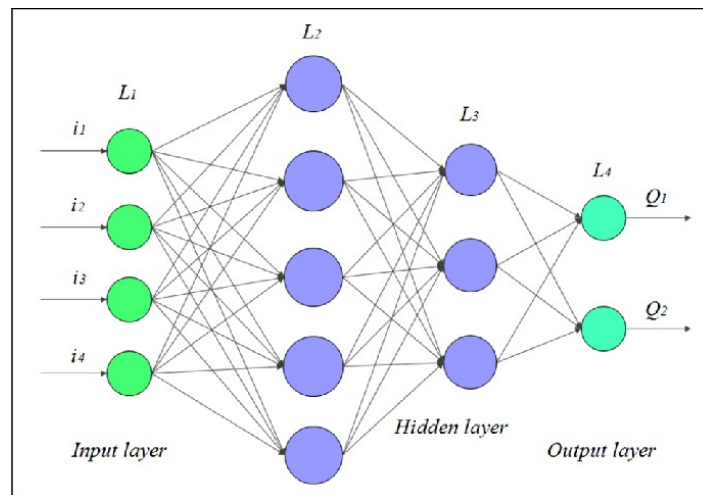 L2
L1
L3
i1
L4
Q1
i2
i3
Q2
i4
Hidden layer
Input layer
Output layer